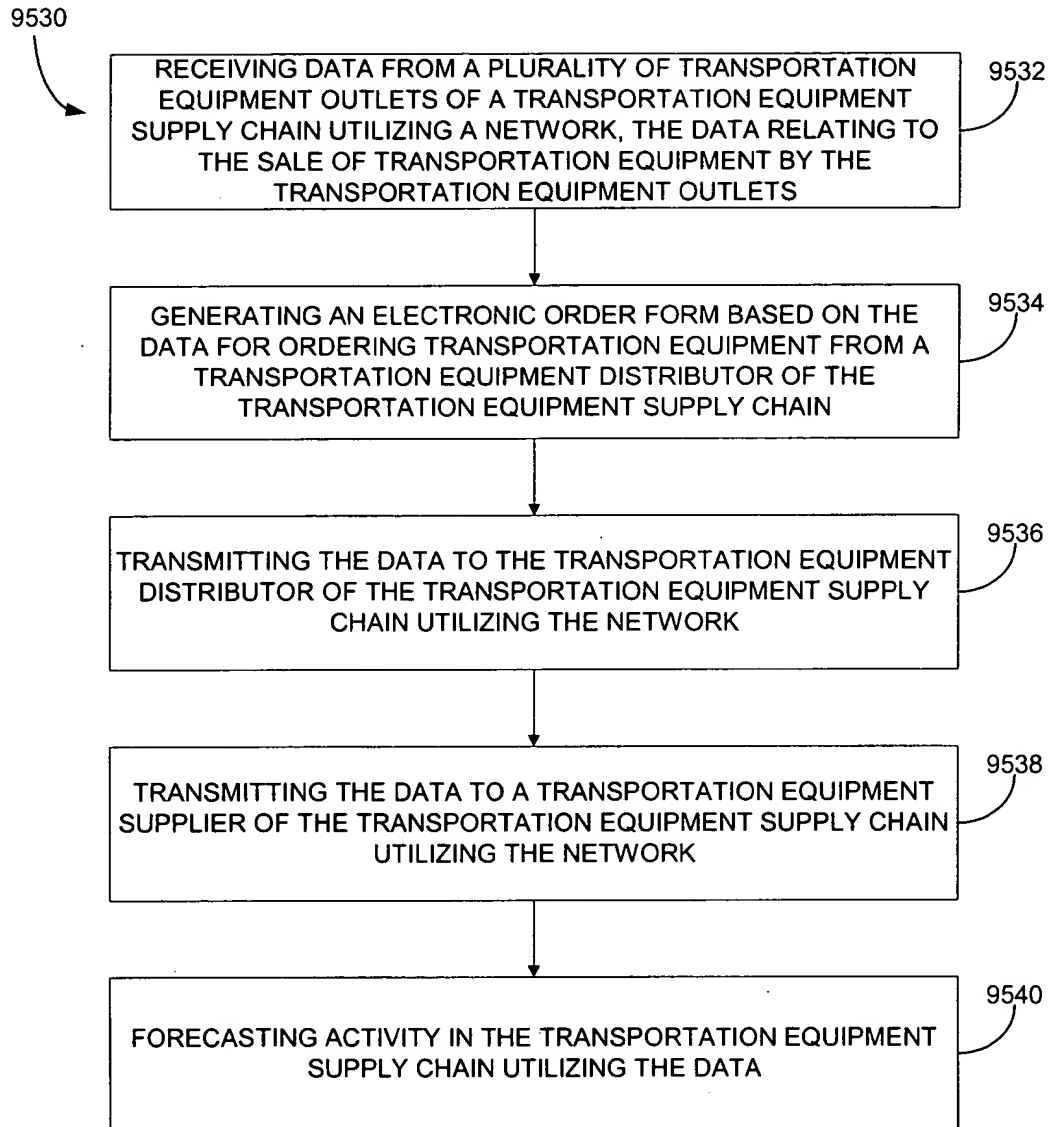 9530
RECEIVING DATA FROM A PLURALITY OF TRANSPORTATION
EQUIPMENT OUTLETS OF A TRANSPORTATION EQUIPMENT
SUPPLY CHAIN UTILIZING A NETWORK, THE DATA RELATING TO
THE SALE OF TRANSPORTATION EQUIPMENT BY THE
TRANSPORTATION EQUIPMENT OUTLETS
9532
GENERATING AN ELECTRONIC ORDER FORM BASED ON THE
DATA FOR ORDERING TRANSPORTATION EQUIPMENT FROM A
TRANSPORTATION EQUIPMENT DISTRIBUTOR OF THE
TRANSPORTATION EQUIPMENT SUPPLY CHAIN
9534
TRANSMITTING THE DATA TO THE TRANSPORTATION EQUIPMENT
DISTRIBUTOR OF THE TRANSPORTATION EQUIPMENT SUPPLY
CHAIN UTILIZING THE NETWORK
9536
TRANSMITTING THE DATA TO A TRANSPORTATION EQUIPMENT
SUPPLIER OF THE TRANSPORTATION EQUIPMENT SUPPLY CHAIN
UTILIZING THE NETWORK
9538
FORECASTING ACTIVITY IN THE TRANSPORTATION EQUIPMENT
SUPPLY CHAIN UTILIZING THE DATA
9540